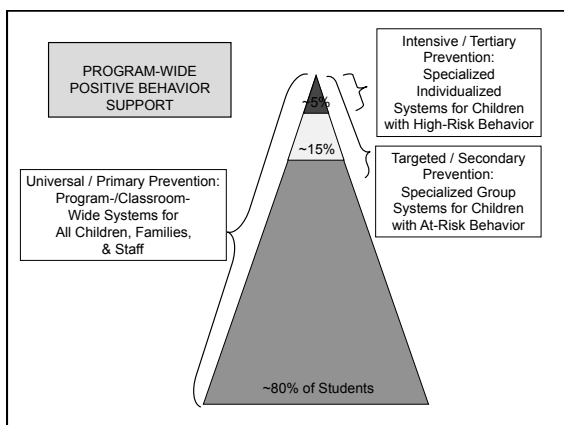 PROGRAM-WIDE
POSITIVE BEHAVIOR
SUPPORT
Intensive / Tertiary
Prevention:
Specialized
Individualized
Systems for Children
with High-Risk Behavior
~5%
~15%
Targeted / Secondary
Prevention:
Specialized Group
Systems for Children
with At-Risk Behavior
Universal / Primary Prevention:
Program-/Classroom-
Wide Systems for
All Children, Families,
& Staff
~80% of Students